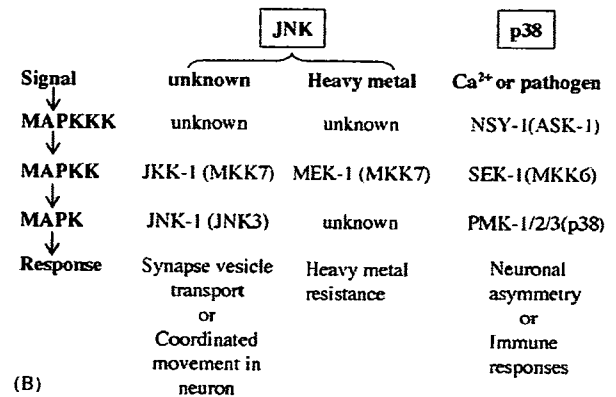 JNK p38
Signal unknown Heavy metal Ca²⁺ or pathogen
MAPKKK unknown unknown NSY-1(ASK-1)
MAPKK JKK-1 (MKK7) MEK-1 (MKK7) SEK-1(MKK6)
MAPK JNK-1 (JNK3) unknown PMK-1/2/3(p38)
Response Synapse vesicle Heavy metal Neuronal
transport resistance asymmetry
or or
Coordinated Immune
movement in responses
(B) neuron